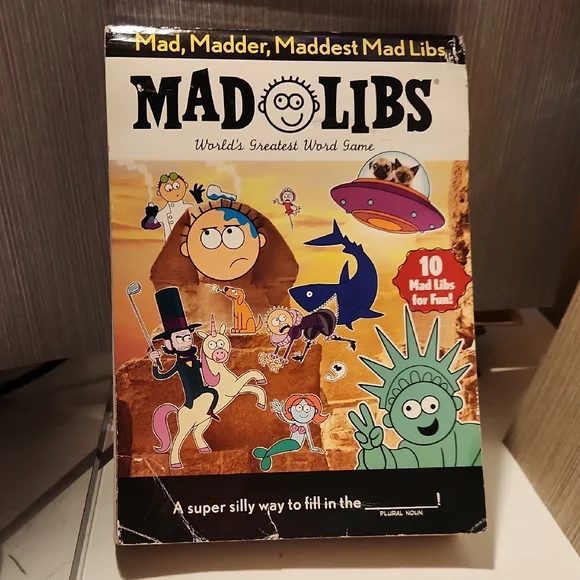 Mad, Madder, Maddest Mad Libs
MAD LIBS®
World's Greatest Word Game
10
Mad Libs
for Fun!
A super silly way to fill in the ________!
PLURAL NOUN